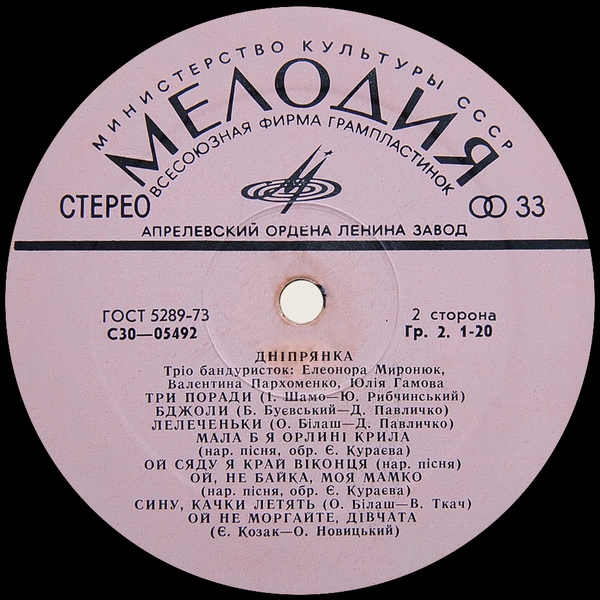 МИНИСТЕРСТВО КУЛЬТУРЫ СССР
МЕЛОДИЯ
ВСЕСОЮЗНАЯ ФИРМА ГРАМПЛАСТИНОК
СТЕРЕО
33
АПРЕЛЕВСКИЙ ОРДЕНА ЛЕНИНА ЗАВОД
ГОСТ 5289-73
2 сторона
С30—05492
Гр. 2. 1-20
ДНІПРЯНКА
Тріо бандуристок: Елеонора Миронюк,
Валентина Пархоменко, Юлія Гамова
ТРИ ПОРАДИ (І. Шамо—Ю. Рибчинський)
БДЖОЛИ (Б. Буєвський—Д. Павличко)
ЛЕЛЕЧЕНЬКИ (О. Білаш—Д. Павличко)
МАЛА Б Я ОРЛИНІ КРИЛА
(нар. пісня, обр. Є. Кураєва)
ОЙ СЯДУ Я КРАЙ ВІКОНЦЯ (нар. пісня)
ОЙ, НЕ БАЙКА, МОЯ МАМКО
(нар. пісня, обр. Є. Кураєва)
СИНУ, КАЧКИ ЛЕТЯТЬ (О. Білаш—В. Ткач)
ОЙ НЕ МОРГАЙТЕ, ДІВЧАТА
(Є. Козак—О. Новицький)